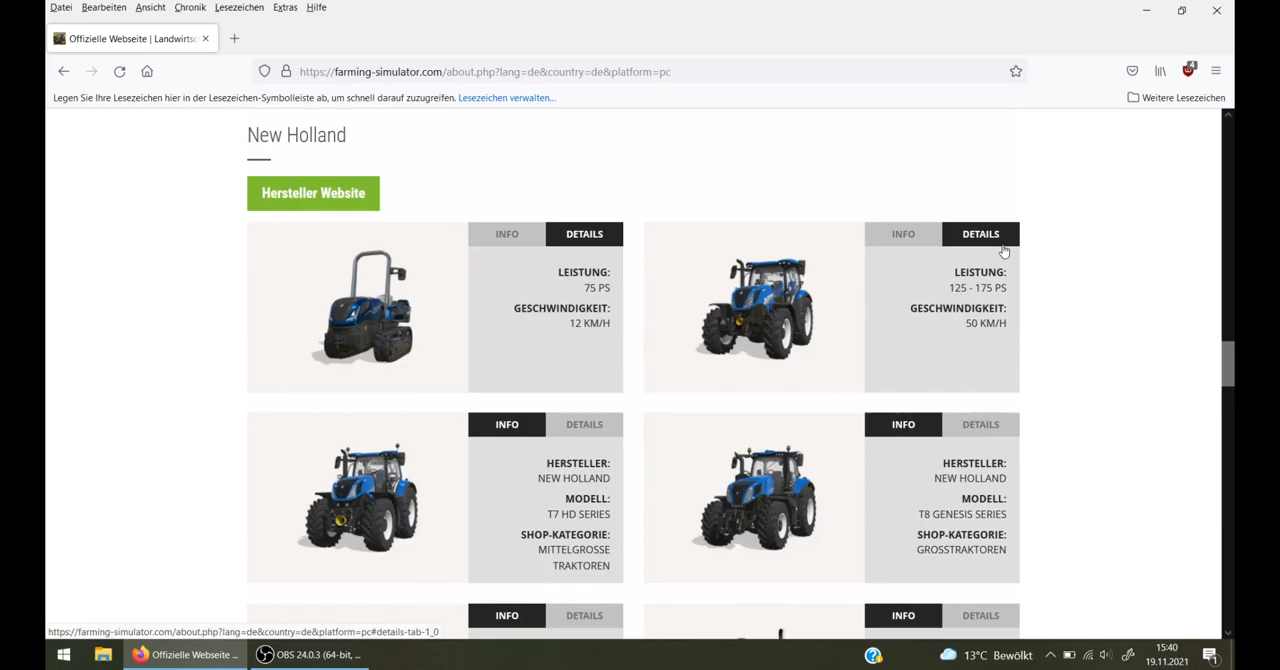 Datei Bearbeiten Ansicht Chronik Lesezeichen Extras Hilfe
Offizielle Webseite | Landwirtsc
https://farming-simulator.com/about.php?lang=de&country=de&platform=pc
4
Legen Sie Ihre Lesezeichen hier in der Lesezeichen-Symbolleiste ab, um schnell darauf zuzugreifen. Lesezeichen verwalten…
Weitere Lesezeichen
New Holland
Hersteller Website
INFO DETAILS
LEISTUNG:
75 PS
GESCHWINDIGKEIT:
12 KM/H
INFO DETAILS
LEISTUNG:
125 - 175 PS
GESCHWINDIGKEIT:
50 KM/H
INFO DETAILS
HERSTELLER:
NEW HOLLAND
MODELL:
T7 HD SERIES
SHOP-KATEGORIE:
MITTELGROSSE
TRAKTOREN
INFO DETAILS
HERSTELLER:
NEW HOLLAND
MODELL:
T8 GENESIS SERIES
SHOP-KATEGORIE:
GROSSTRAKTOREN
INFO DETAILS
INFO DETAILS
https://farming-simulator.com/about.php?lang=de&country=de&platform=pc#details-tab-1_0
Offizielle Webseite ...
OBS 24.0.3 (64-bit, ...
13°C Bewölkt
15:40
19.11.2021
1